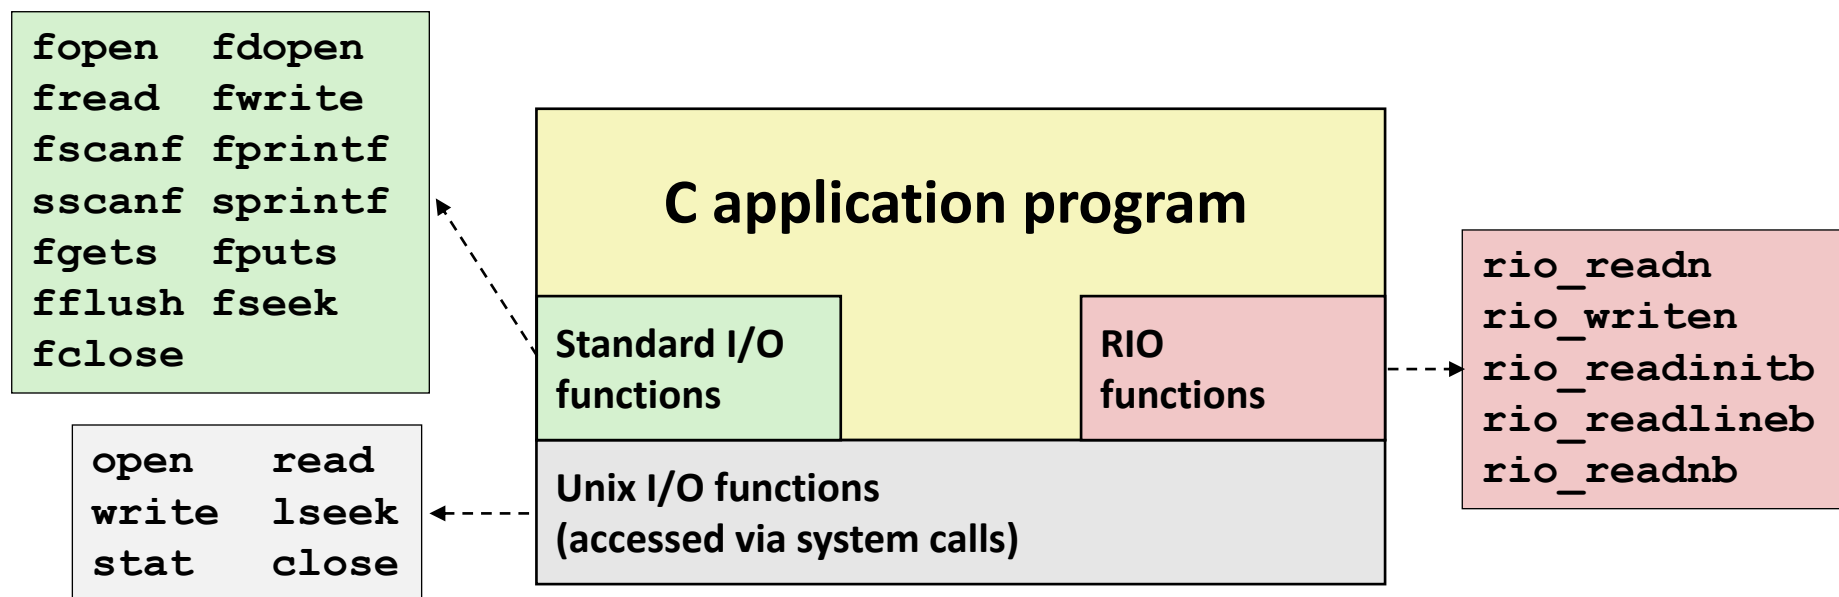 fopen fdopen
fread fwrite
fscanf fprintf
sscanf sprintf
fgets fputs
fflush fseek
fclose
C application program
Standard I/O
functions
RIO
functions
rio_readn
rio_writen
rio_readinitb
rio_readlineb
rio_readnb
open read
write lseek
stat close
Unix I/O functions
(accessed via system calls)